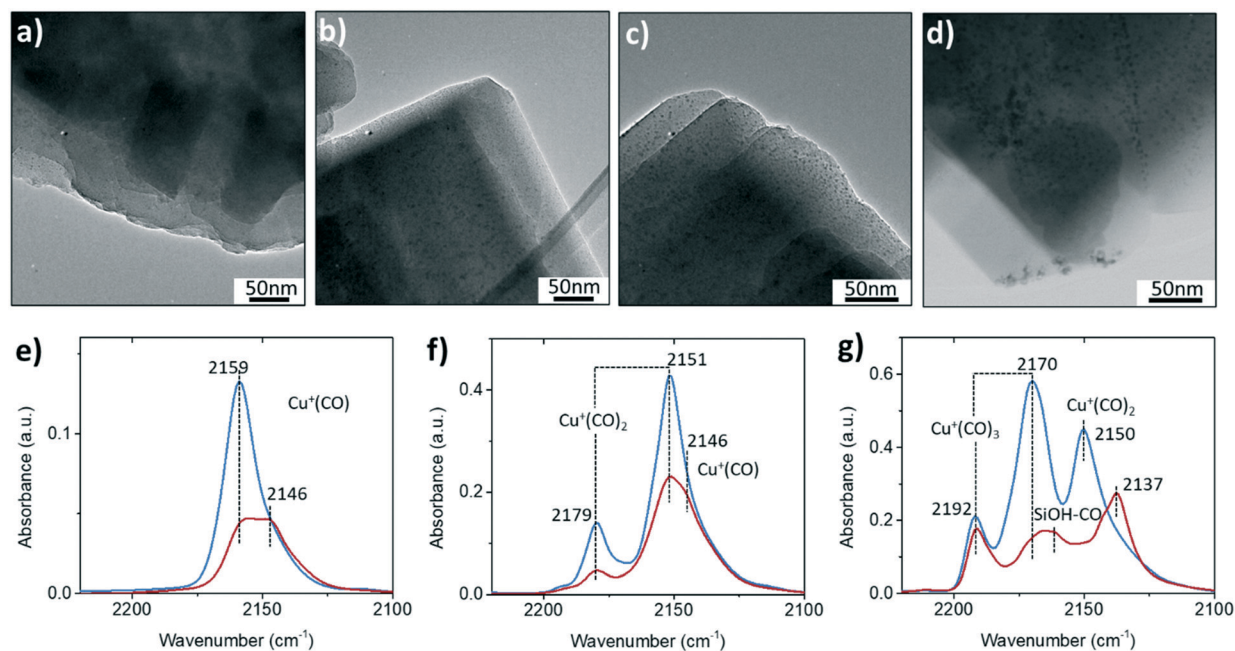 a)
b)
c)
d)
50nm
50nm
50nm
50nm
e)
f)
g)
2159
Cu⁺(CO)
2146
0.1
0.0
2200
2150
2100
Absorbance (a.u.)
Wavenumber (cm⁻¹)
2151
Cu⁺(CO)₂
2146
Cu⁺(CO)
2179
0.4
0.2
0.0
2200
2150
2100
Absorbance (a.u.)
Wavenumber (cm⁻¹)
2170
Cu⁺(CO)₃
Cu⁺(CO)₂
2150
2192
SiOH-CO
2137
0.6
0.4
0.2
0.0
2200
2150
2100
Absorbance (a.u.)
Wavenumber (cm⁻¹)